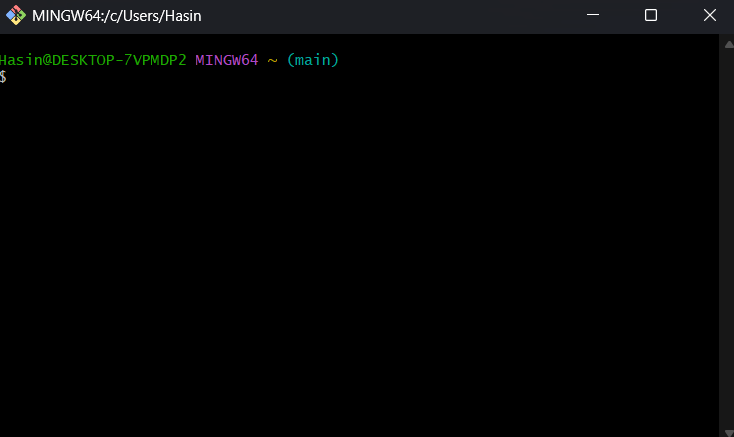 MINGW64:/c/Users/Hasin
Hasin@DESKTOP-7VPMDP2 MINGW64 ~ (main)
$